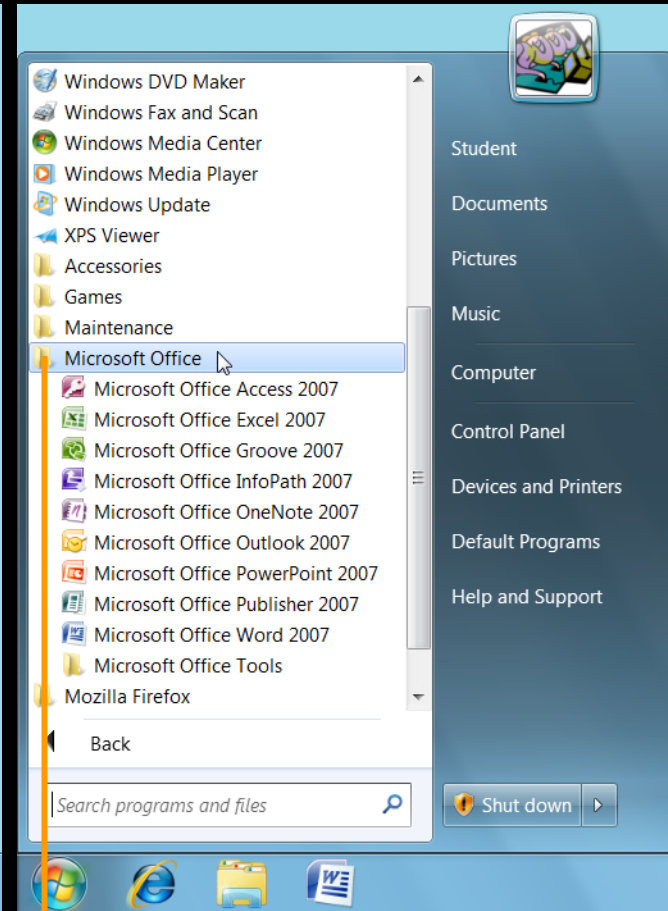 Windows DVD Maker
Windows Fax and Scan
Windows Media Center
Windows Media Player
Windows Update
XPS Viewer
Accessories
Games
Maintenance
Microsoft Office
Microsoft Office Access 2007
Microsoft Office Excel 2007
Microsoft Office Groove 2007
Microsoft Office InfoPath 2007
Microsoft Office OneNote 2007
Microsoft Office Outlook 2007
Microsoft Office PowerPoint 2007
Microsoft Office Publisher 2007
Microsoft Office Word 2007
Microsoft Office Tools
Mozilla Firefox
Back
Search programs and files
Student
Documents
Pictures
Music
Computer
Control Panel
Devices and Printers
Default Programs
Help and Support
Shut down